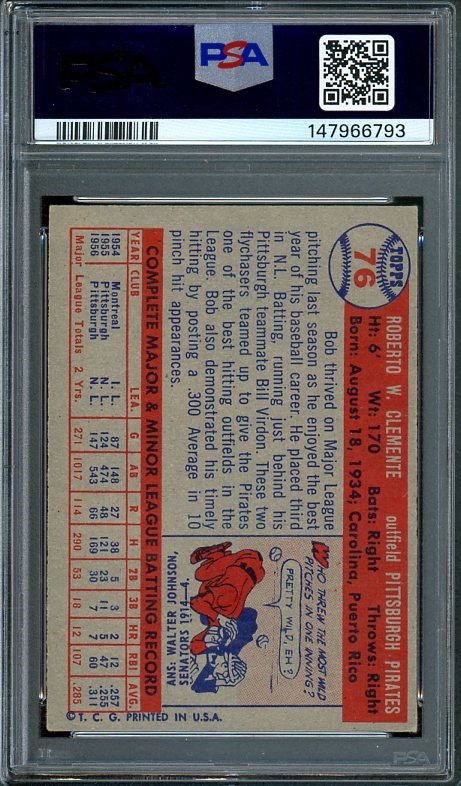 PSA
PSA
147966793
TOPPS
76
ROBERTO W. CLEMENTE outfield PITTSBURGH PIRATES
Ht: 6' Wt: 170 Bats: Right Throws: Right
Born: August 18, 1934; Carolina, Puerto Rico
Bob thrived on Major League
pitching last season as he enjoyed the best
year of his baseball career. He placed third
in N.L. Batting, running just behind his
Pittsburgh teammate Bill Virdon. These two
flychasers teamed up to give the Pirates
one of the best hitting outfields in the
League. Bob also demonstrated his timely
hitting by posting a .300 Average in 10
pinch hit appearances.
WHO THREW THE MOST WILD
PITCHES IN ONE INNING?
PRETTY WILD, EH?
ANS: WALTER JOHNSON,
SENATORS 1914—4
COMPLETE MAJOR & MINOR LEAGUE BATTING RECORD
YEAR CLUB LEA. G AB R H 2B 3B HR RBI AVG.
1954 Montreal I. L. 87 148 27 38 5 3 2 12 .257
1955 Pittsburgh N. L. 124 474 48 121 23 11 5 47 .255
1956 Pittsburgh N. L. 147 543 66 169 30 7 7 60 .311
Major League Totals 2 Yrs. 271 1017 114 290 53 18 12 107 .285
©T. C. G. PRINTED IN U.S.A.
PSA